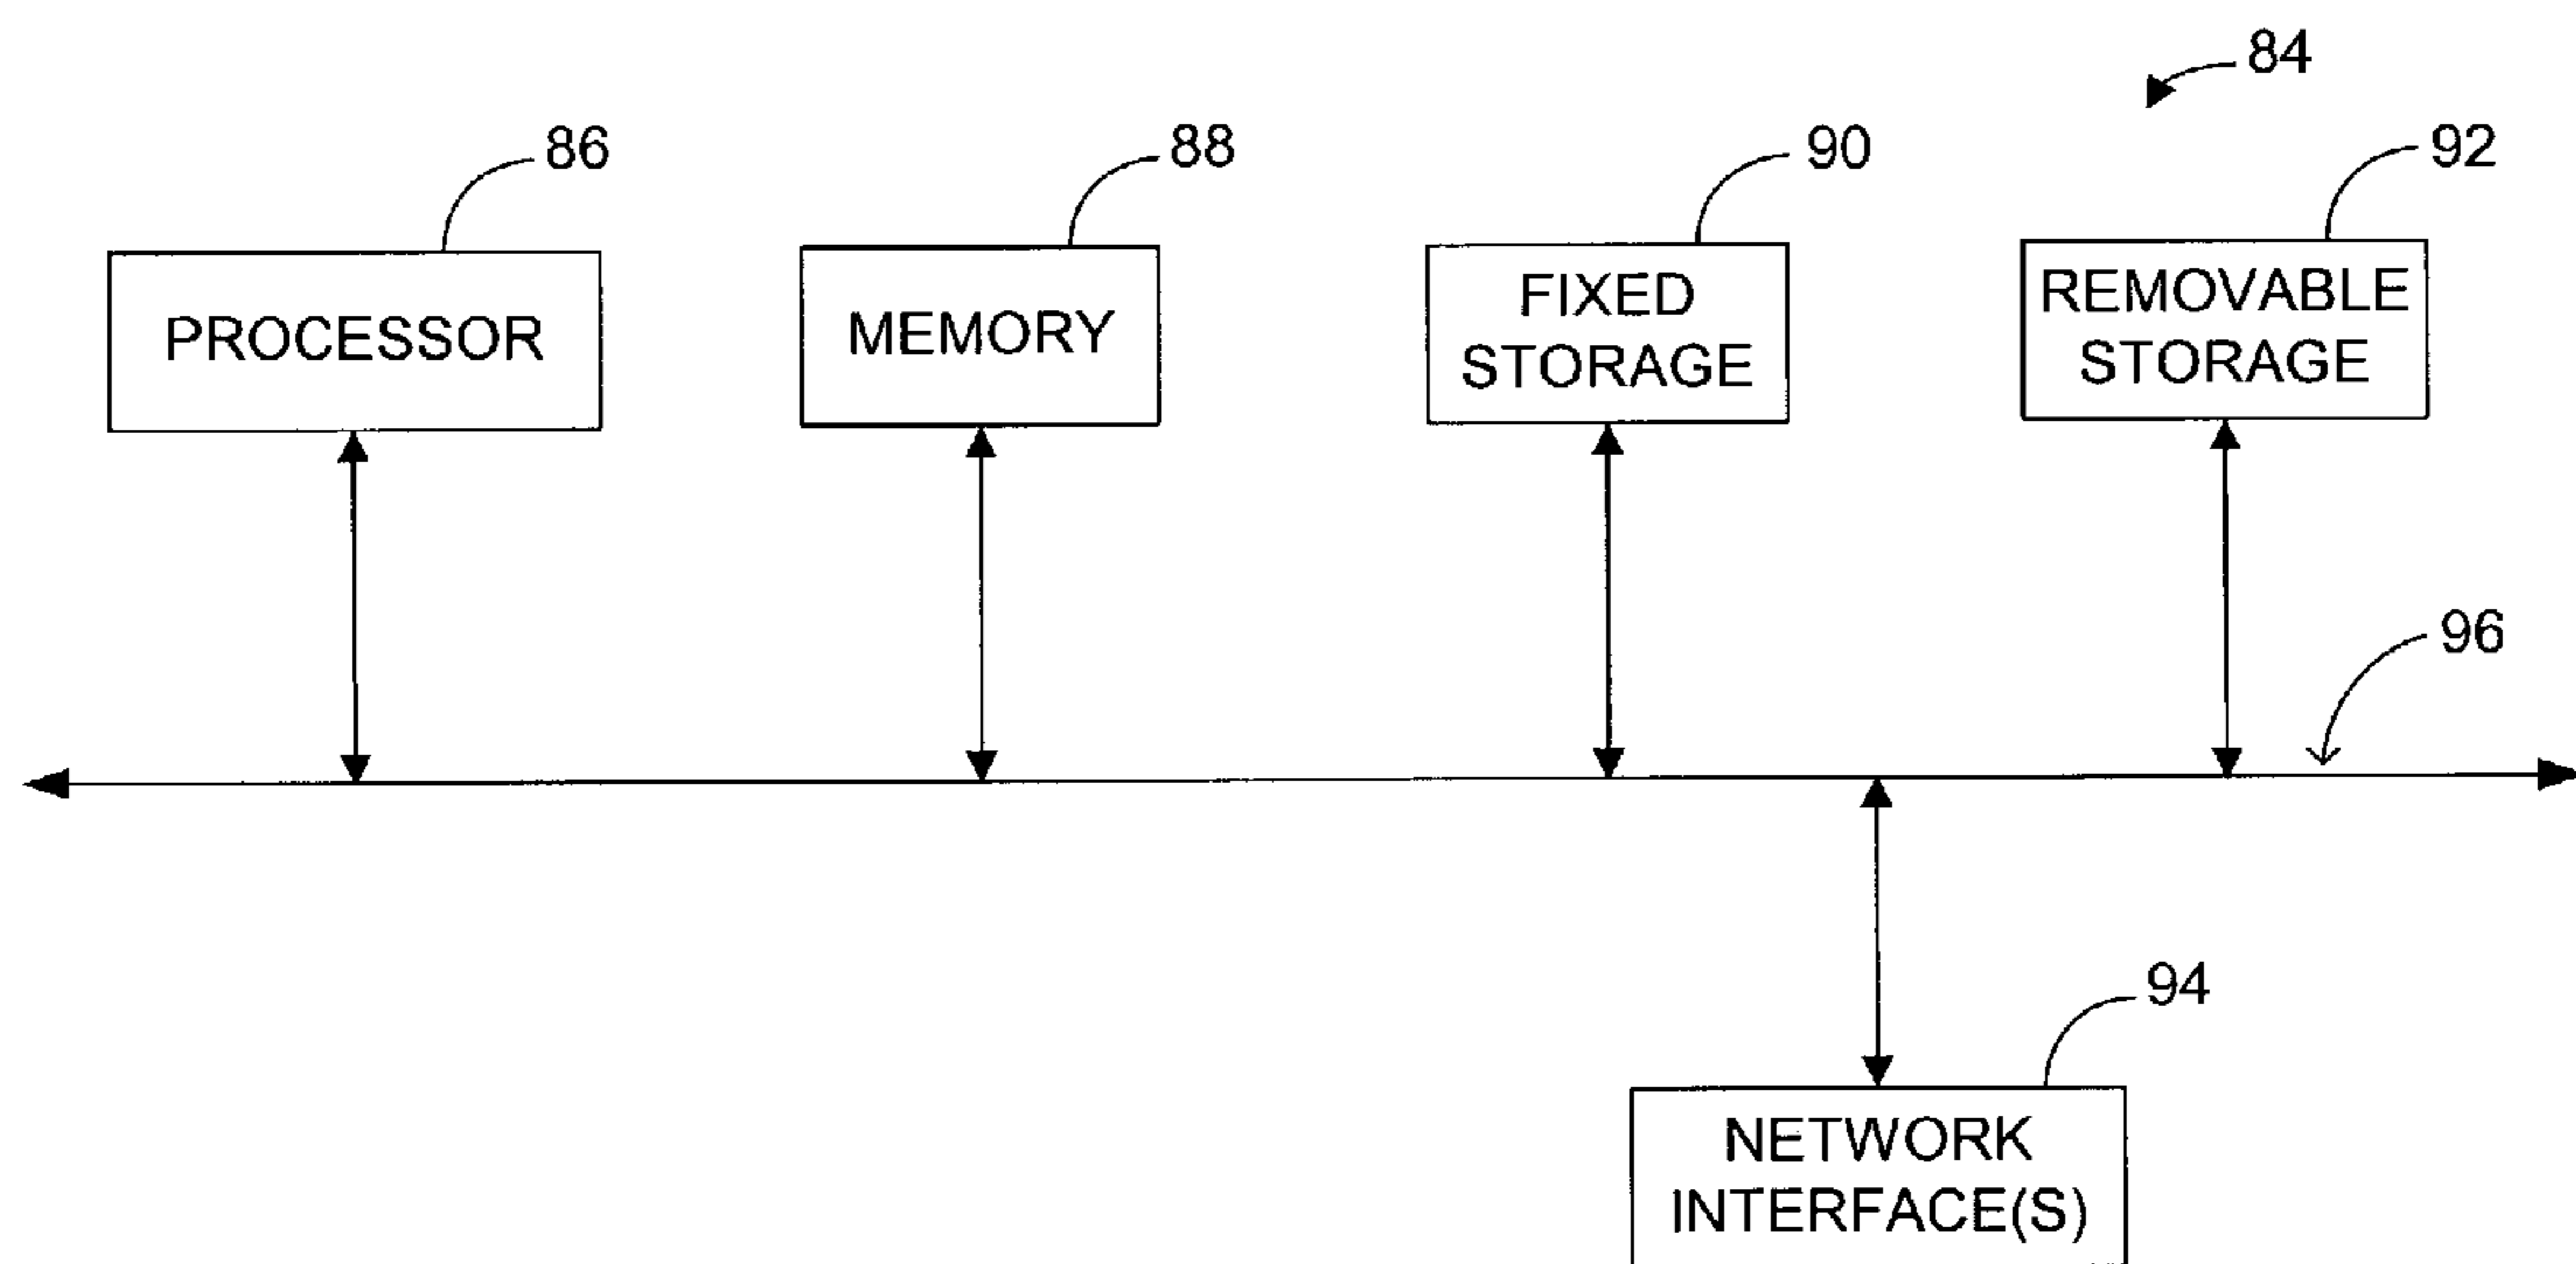 84
86
88
90
92
PROCESSOR
MEMORY
FIXED
STORAGE
REMOVABLE
STORAGE
96
94
NETWORK
INTERFACE(S)